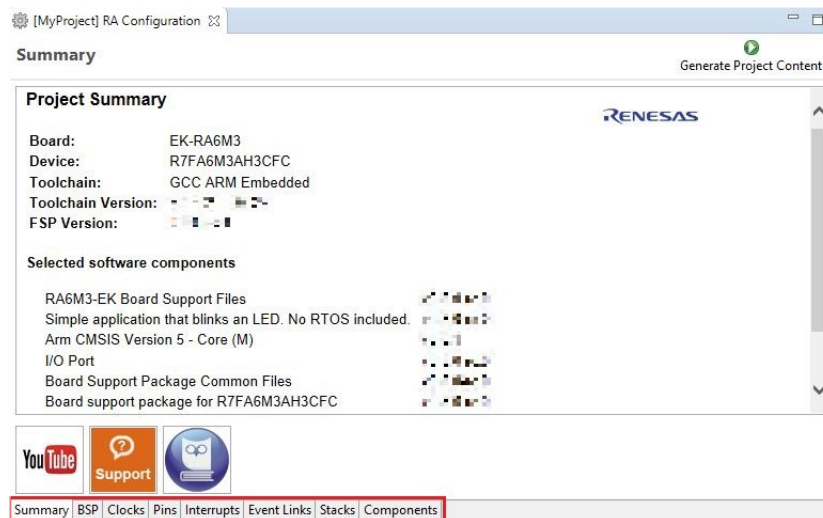 [MyProject] RA Configuration
Summary
Generate Project Content
Project Summary
RENESAS
Board: EK-RA6M3
Device: R7FA6M3AH3CFC
Toolchain: GCC ARM Embedded
Toolchain Version:
FSP Version:
Selected software components
RA6M3-EK Board Support Files
Simple application that blinks an LED. No RTOS included.
Arm CMSIS Version 5 - Core (M)
I/O Port
Board Support Package Common Files
Board support package for R7FA6M3AH3CFC
YouTube
Support
Summary BSP Clocks Pins Interrupts Event Links Stacks Components